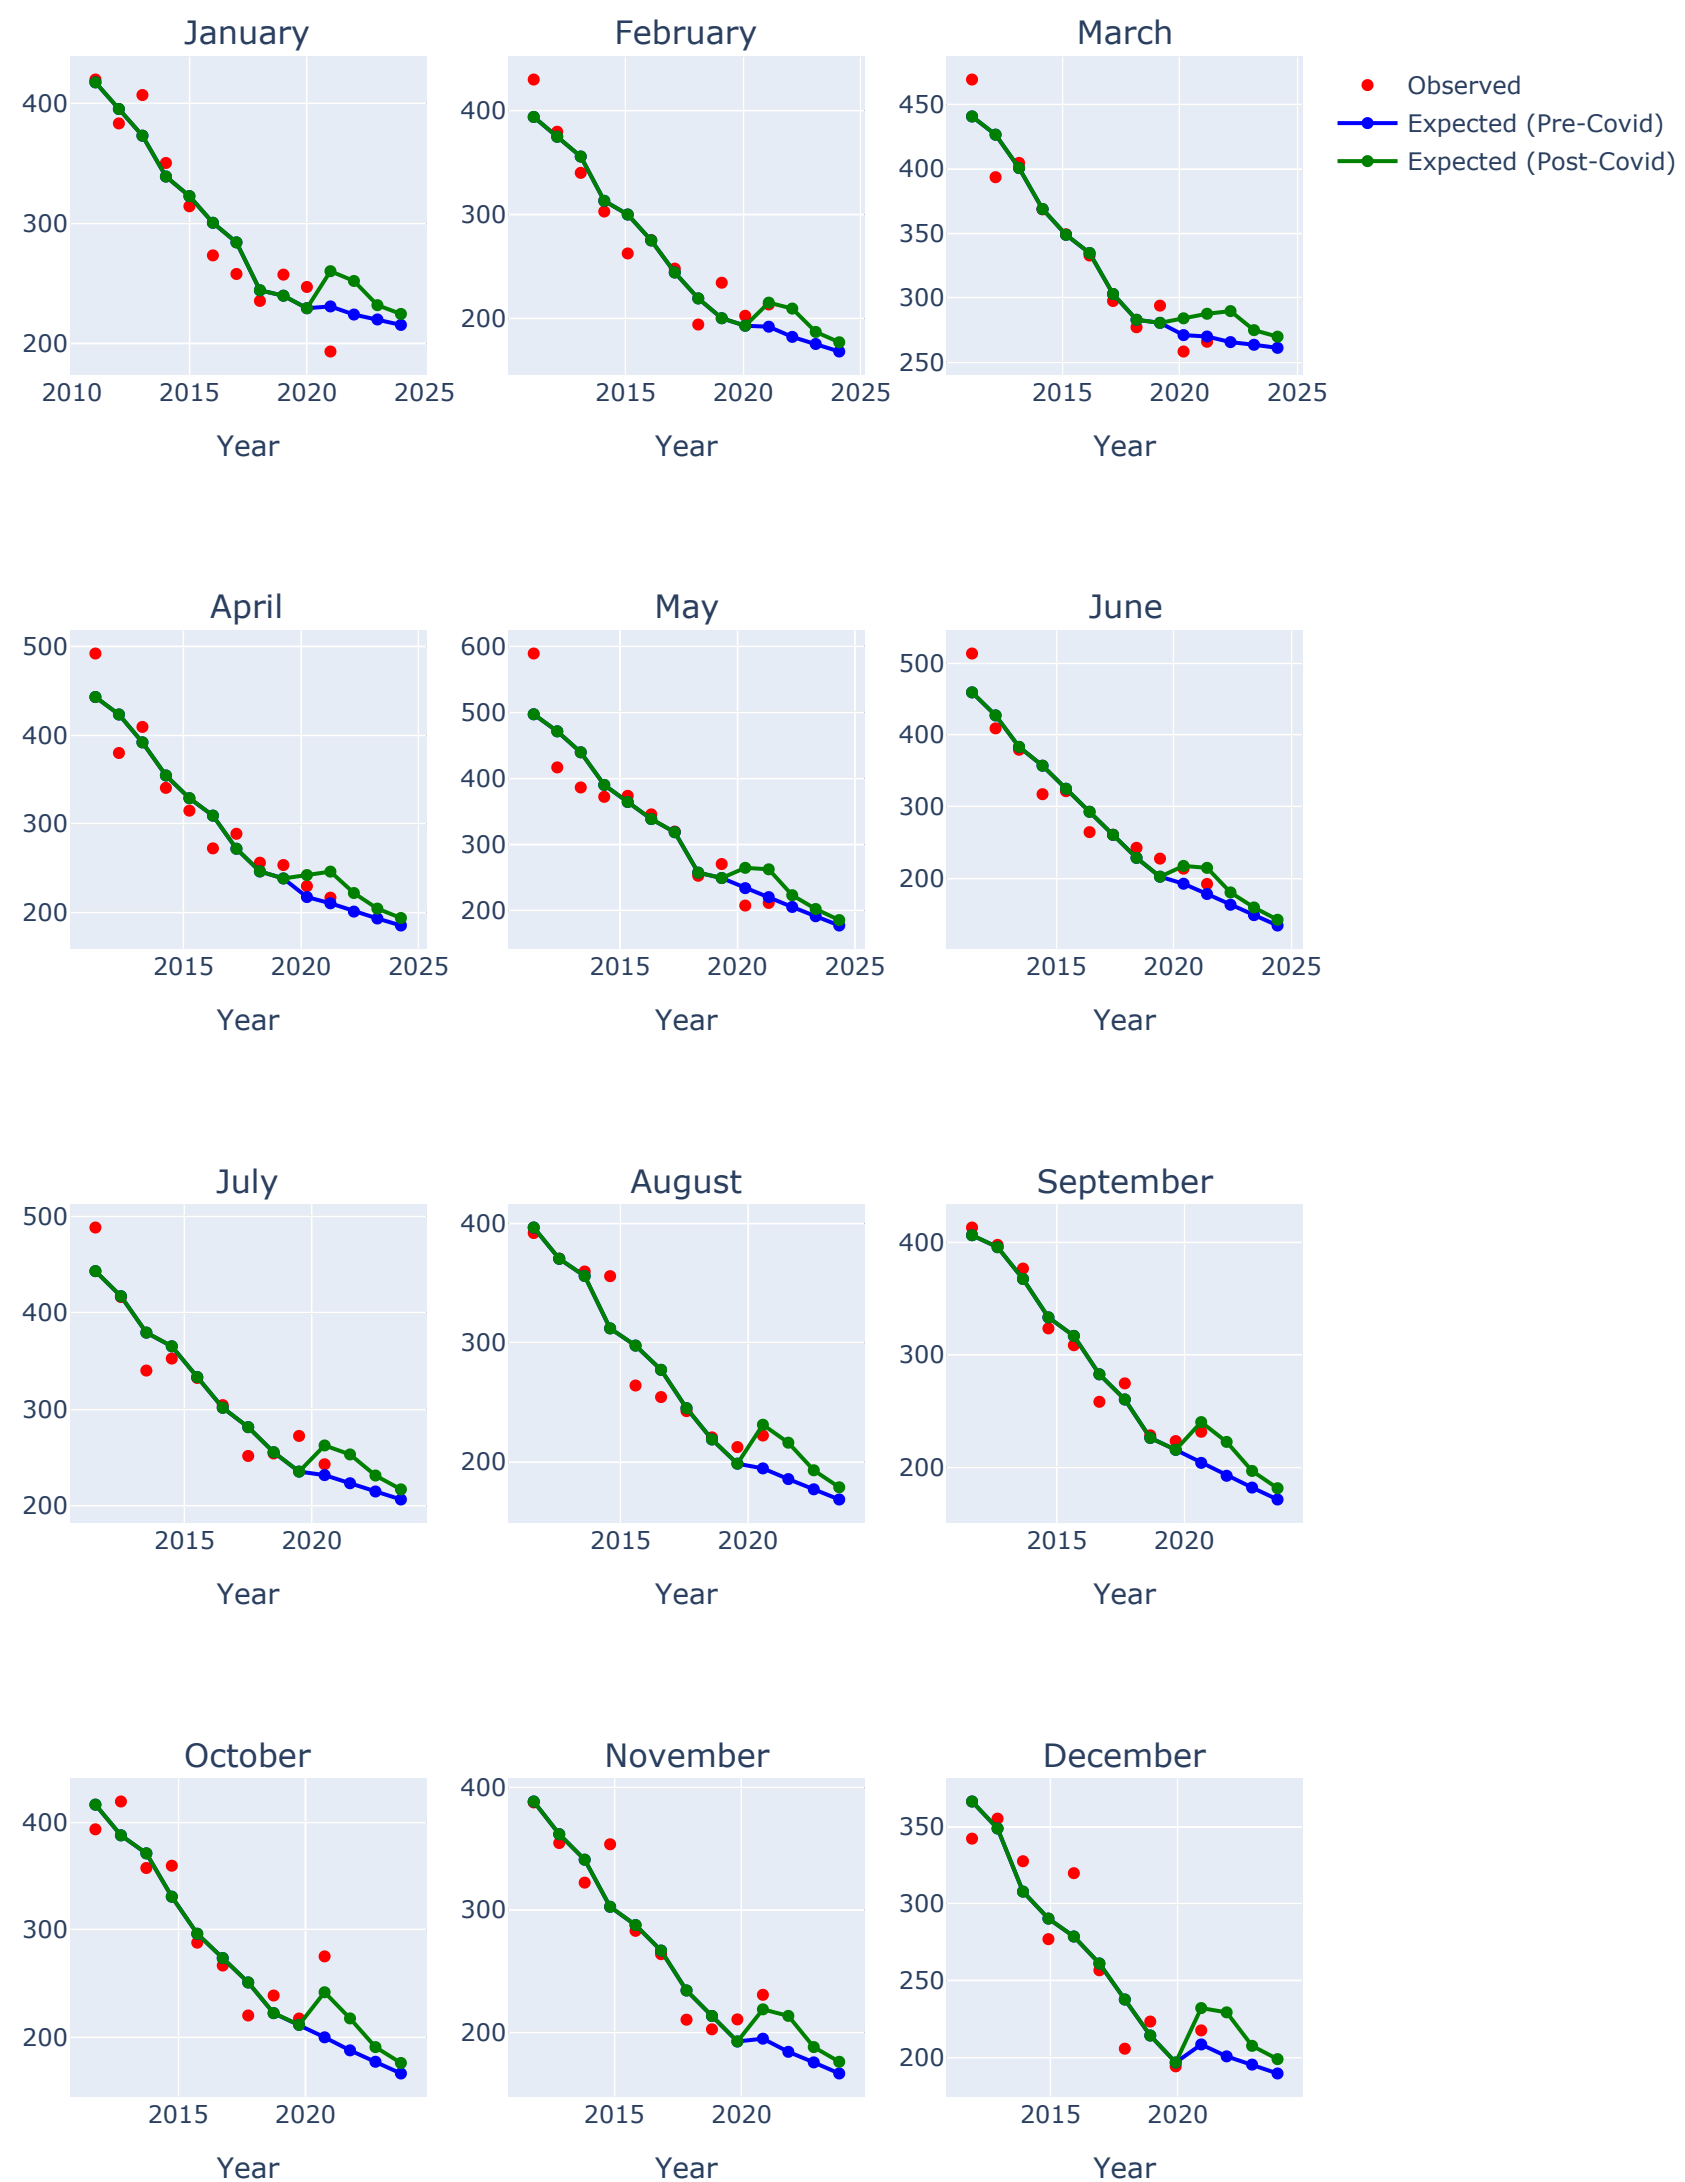 January
February
March
Observed
Expected (Pre-Covid)
Expected (Post-Covid)
400
300
200
400
300
200
450
400
350
300
250
2010 2015 2020 2025
2015 2020 2025
2015 2020 2025
Year
Year
Year
April
May
June
500
400
300
200
600
500
400
300
200
500
400
300
200
2015 2020 2025
2015 2020 2025
2015 2020 2025
Year
Year
Year
July
August
September
500
400
300
200
400
300
200
400
300
200
2015 2020
2015 2020
2015 2020
Year
Year
Year
October
November
December
400
300
200
400
300
200
350
300
250
200
2015 2020
2015 2020
2015 2020
Year
Year
Year